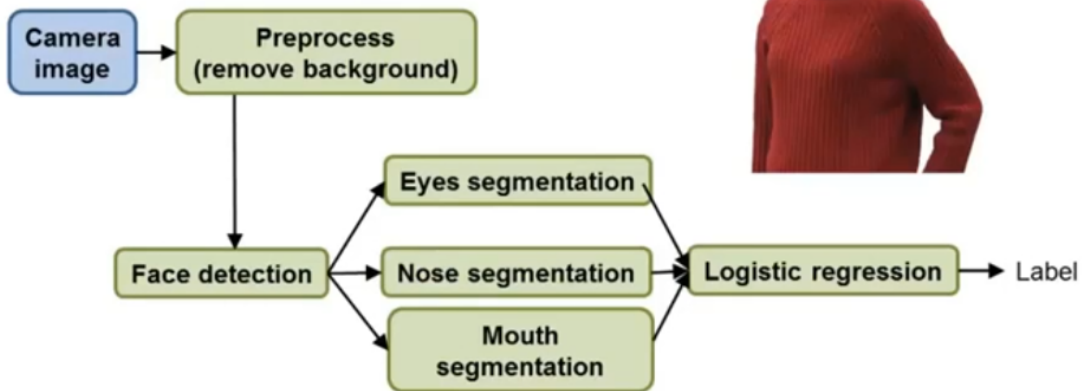 Camera
image
Preprocess
(remove background)
Eyes segmentation
Face detection
Nose segmentation
Logistic regression
Label
Mouth
segmentation